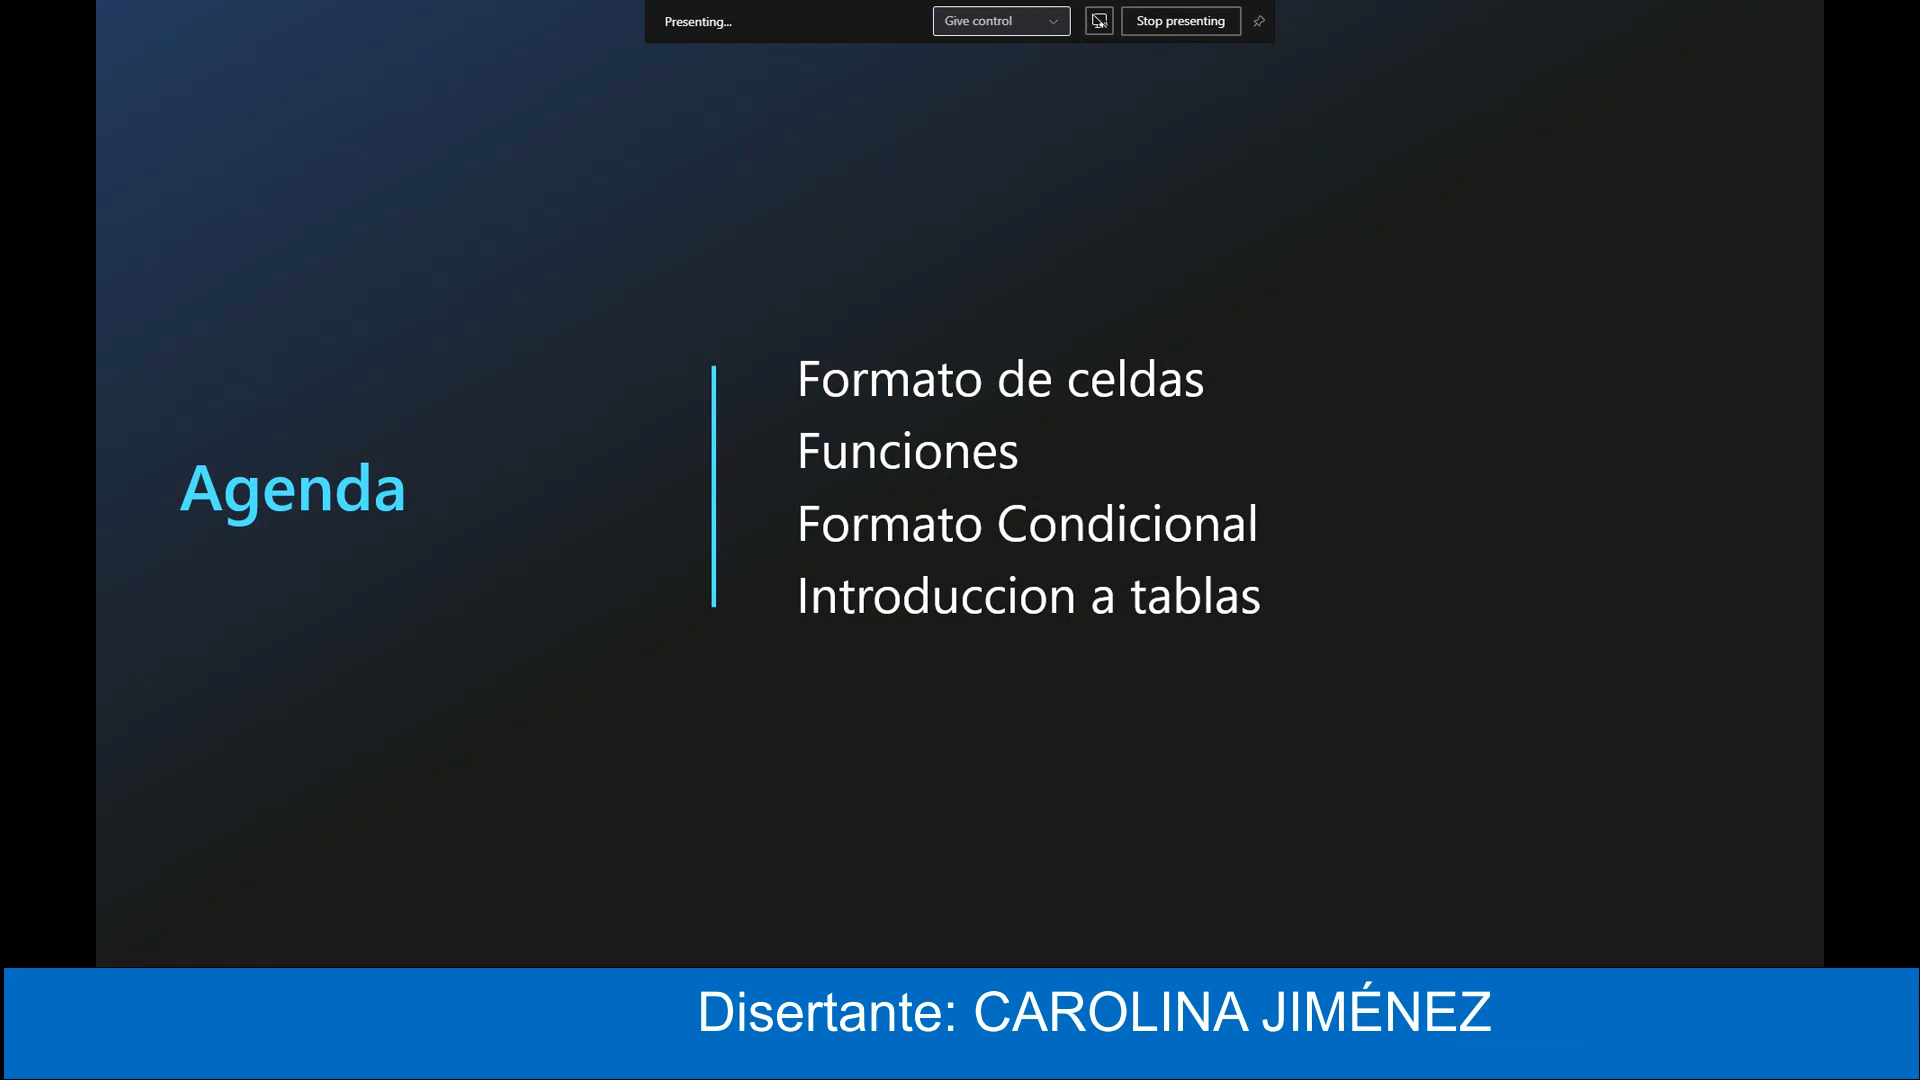 Presenting...
Give control
Stop presenting
Agenda
Formato de celdas
Funciones
Formato Condicional
Introduccion a tablas
Disertante: CAROLINA JIMÉNEZ